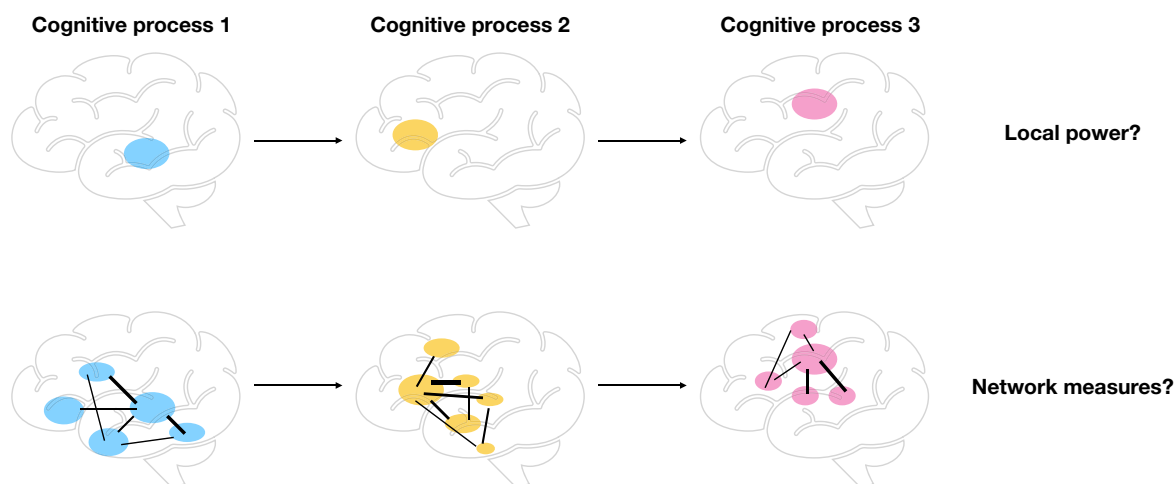 Cognitive process 1
Cognitive process 2
Cognitive process 3
Local power?
Network measures?